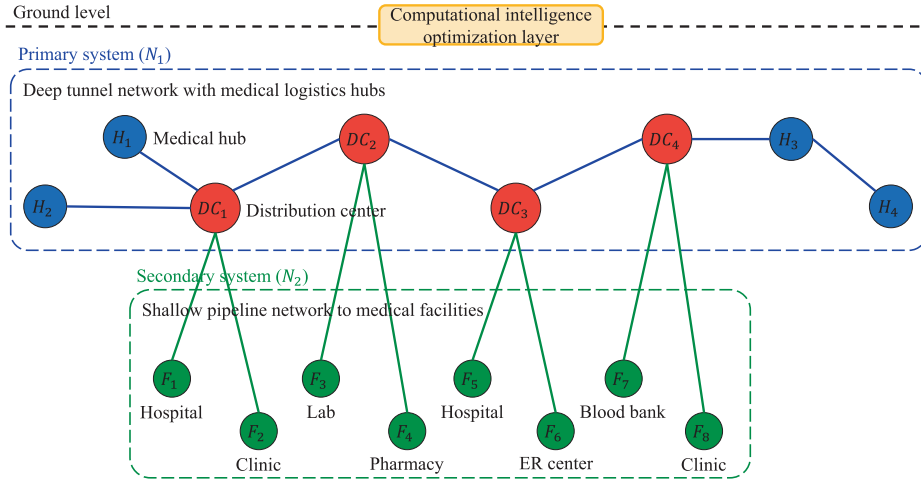 Ground level
Computational intelligence
optimization layer
Primary system (N₁)
Deep tunnel network with medical logistics hubs
H₁
Medical hub
DC₂
DC₄
H₃
H₂
DC₁
Distribution center
DC₃
H₄
Secondary system (N₂)
Shallow pipeline network to medical facilities
F₁
F₃
F₅
F₇
Hospital
Lab
Hospital
Blood bank
F₂
F₄
F₆
F₈
Clinic
Pharmacy
ER center
Clinic